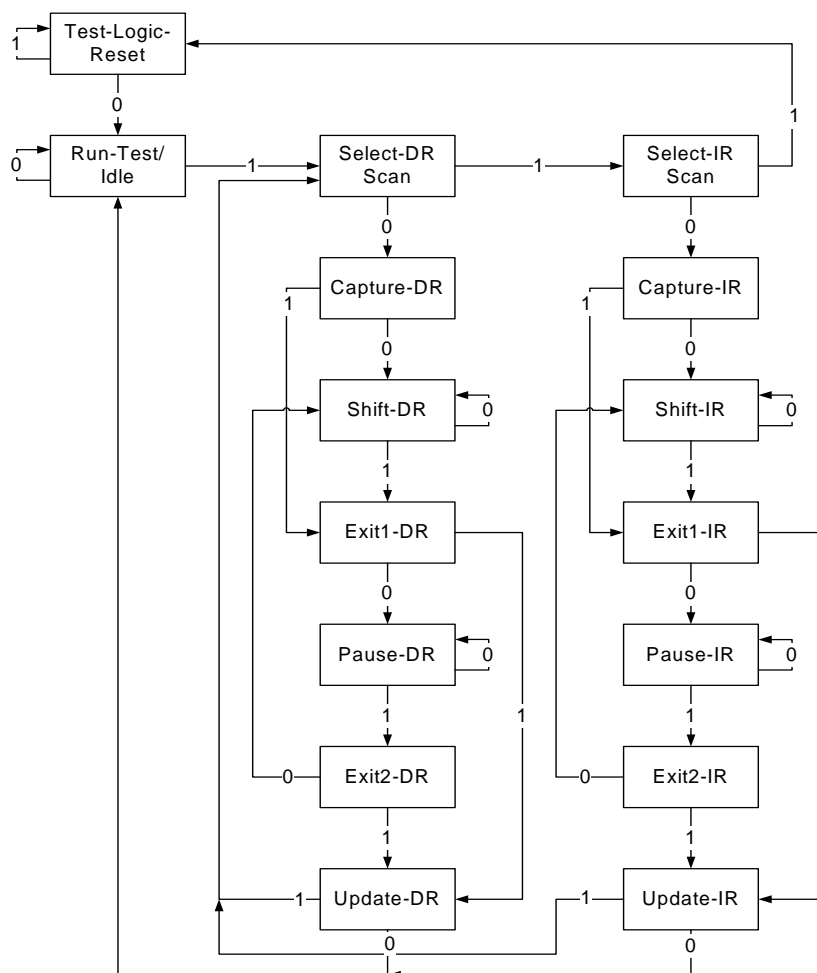 Test-Logic-
Reset
1
0
Run-Test/
Idle
0
1
Select-DR
Scan
1
Select-IR
Scan
1
0
0
Capture-DR
Capture-IR
1
1
0
0
Shift-DR
0
Shift-IR
0
1
1
Exit1-DR
Exit1-IR
0
0
Pause-DR
0
Pause-IR
0
1
1
1
0
Exit2-DR
0
Exit2-IR
1
1
1
Update-DR
1
Update-IR
0
0